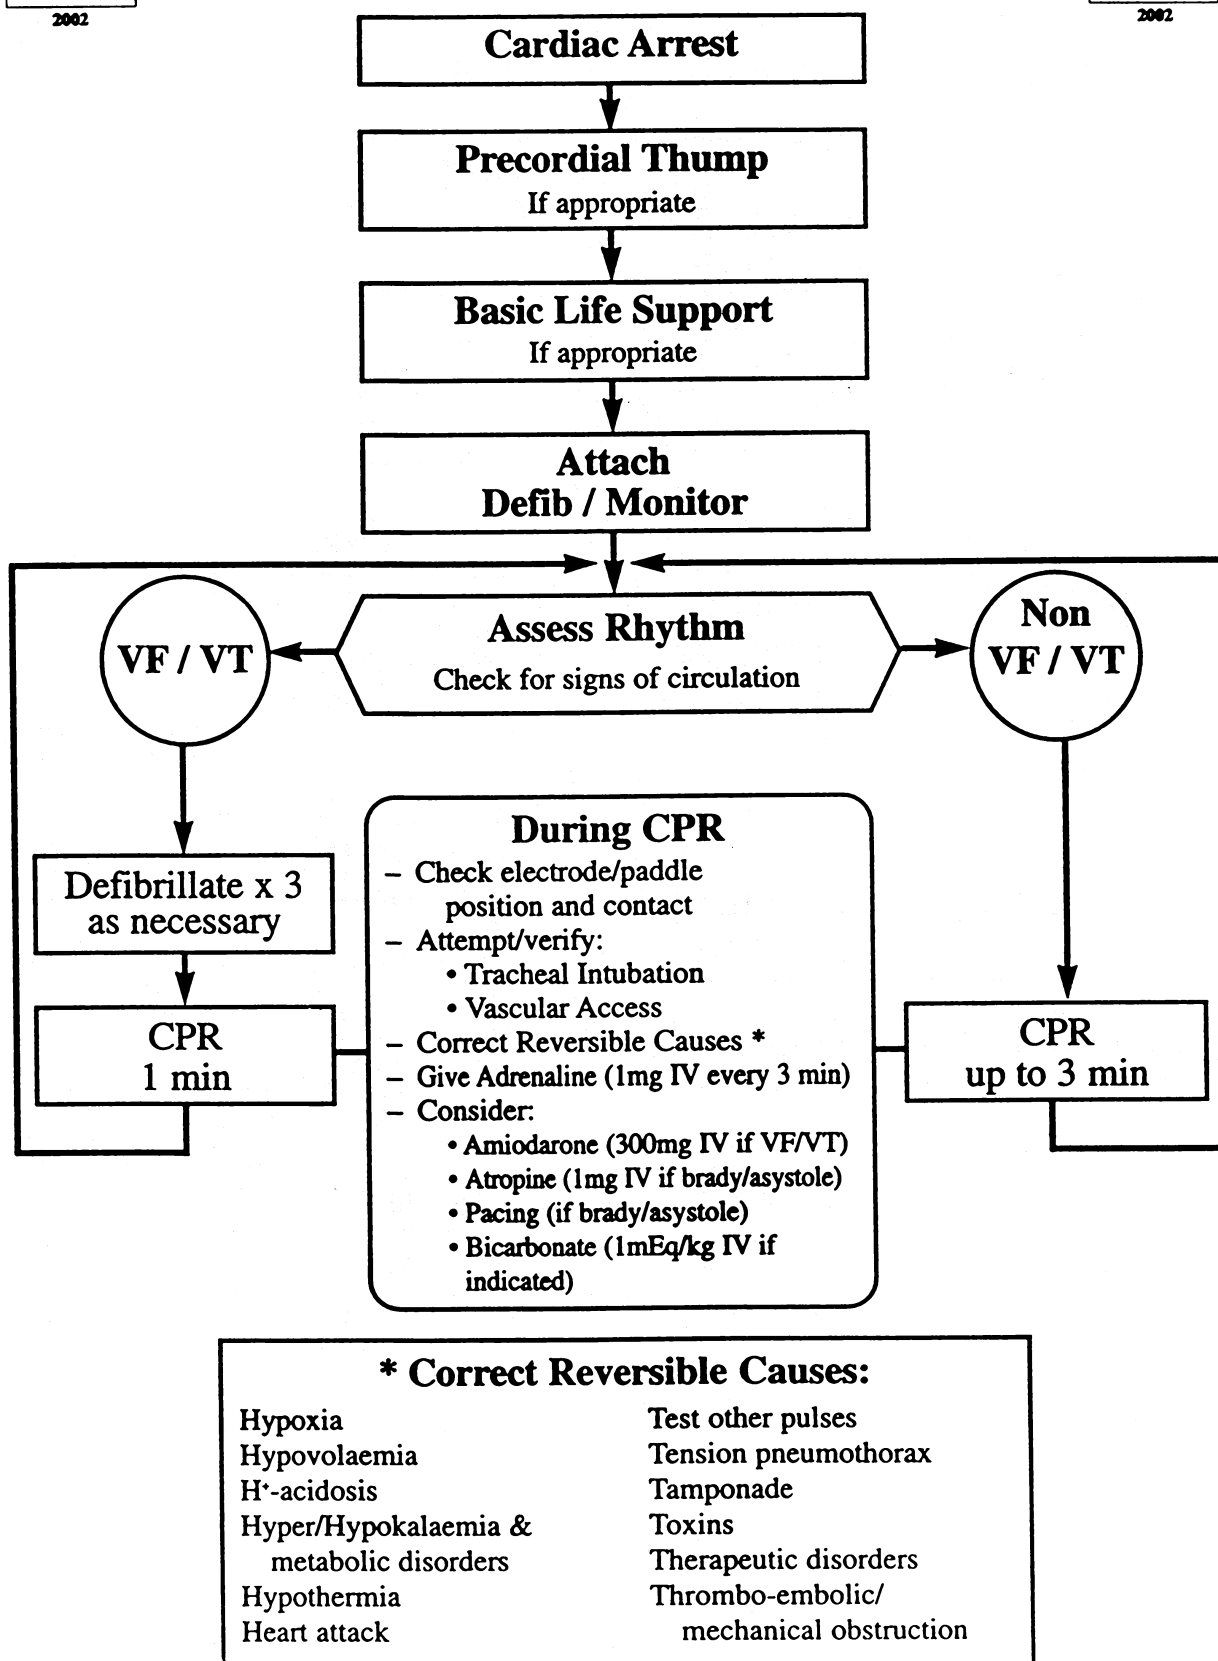 2002
2002
Cardiac Arrest
Precordial Thump
If appropriate
Basic Life Support
If appropriate
Attach
Defib / Monitor
Assess Rhythm
Check for signs of circulation
VF / VT
Non
VF / VT
Defibrillate x 3
as necessary
CPR
1 min
During CPR
– Check electrode/paddle
position and contact
– Attempt/verify:
• Tracheal Intubation
• Vascular Access
– Correct Reversible Causes *
– Give Adrenaline (1mg IV every 3 min)
– Consider:
• Amiodarone (300mg IV if VF/VT)
• Atropine (1mg IV if brady/asystole)
• Pacing (if brady/asystole)
• Bicarbonate (1mEq/kg IV if
indicated)
CPR
up to 3 min
* Correct Reversible Causes:
Hypoxia
Hypovolaemia
H⁺-acidosis
Hyper/Hypokalaemia &
metabolic disorders
Hypothermia
Heart attack
Test other pulses
Tension pneumothorax
Tamponade
Toxins
Therapeutic disorders
Thrombo-embolic/
mechanical obstruction